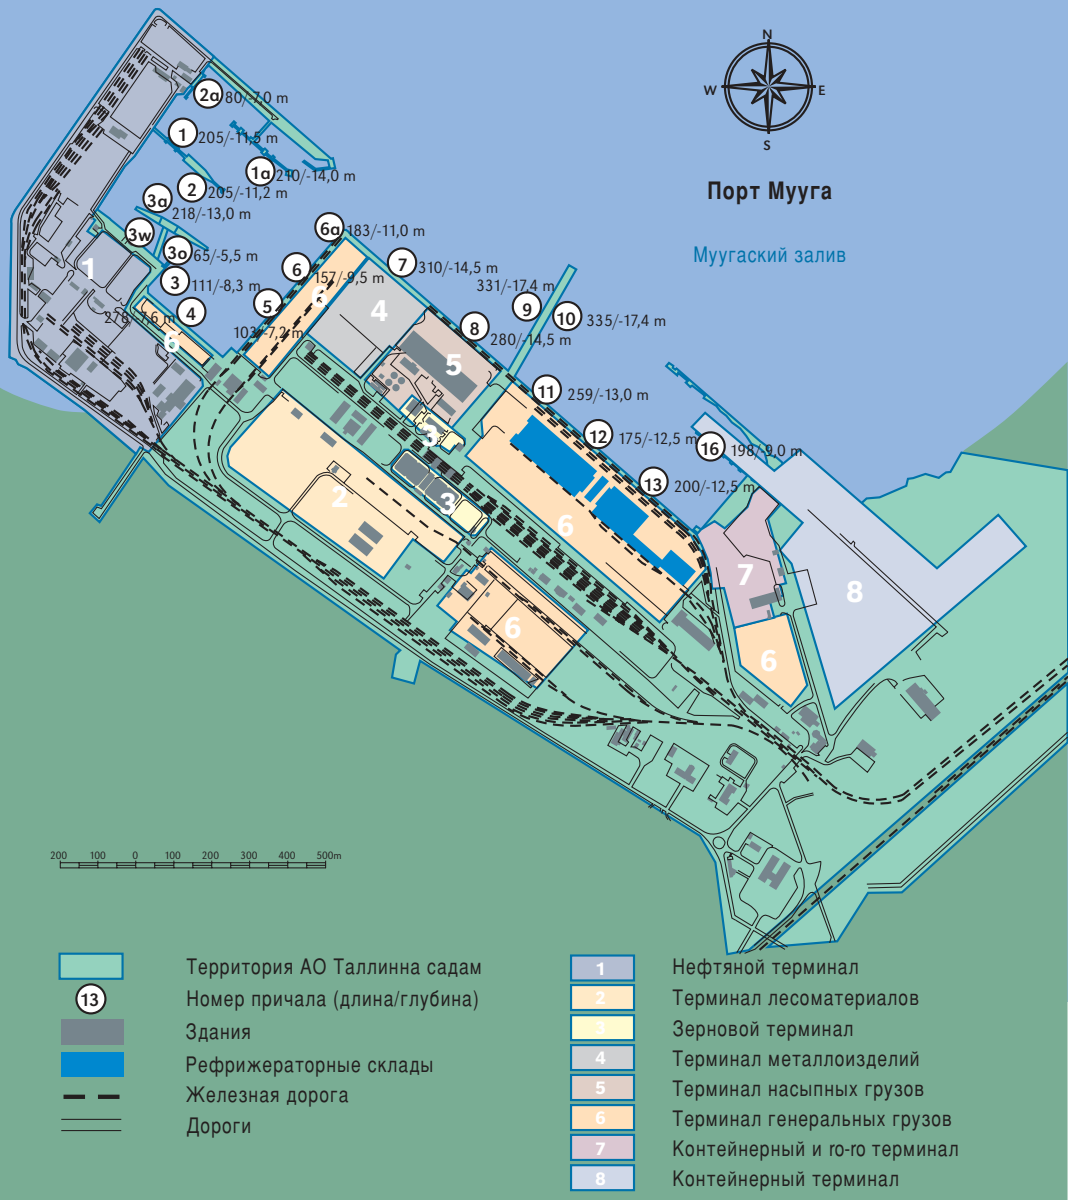 N
W E
S
Порт Мууга
Муугаский залив
2a 80/-7,0 m
1 205/-11,5 m
1a 210/-14,0 m
2 205/-11,2 m
3a
218/-13,0 m
3w
3o 65/-5,5 m
3 111/-8,3 m
278/-7,6 m 4
5
103/-7,2 m
6
157/-9,5 m
6a 183/-11,0 m
7 310/-14,5 m
8
280/-14,5 m
331/-17,4 m
9
10 335/-17,4 m
11 259/-13,0 m
12 175/-12,5 m
13 200/-12,5 m
16 198/-9,0 m
1
6
6
4
5
3
3
2
6
6
7
6
8
200 100 0 100 200 300 400 500m
Территория АО Таллинна садам
13 Номер причала (длина/глубина)
Здания
Рефрижераторные склады
Железная дорога
Дороги
1 Нефтяной терминал
2 Терминал лесоматериалов
3 Зерновой терминал
4 Терминал металлоизделий
5 Терминал насыпных грузов
6 Терминал генеральных грузов
7 Контейнерный и ro-ro терминал
8 Контейнерный терминал